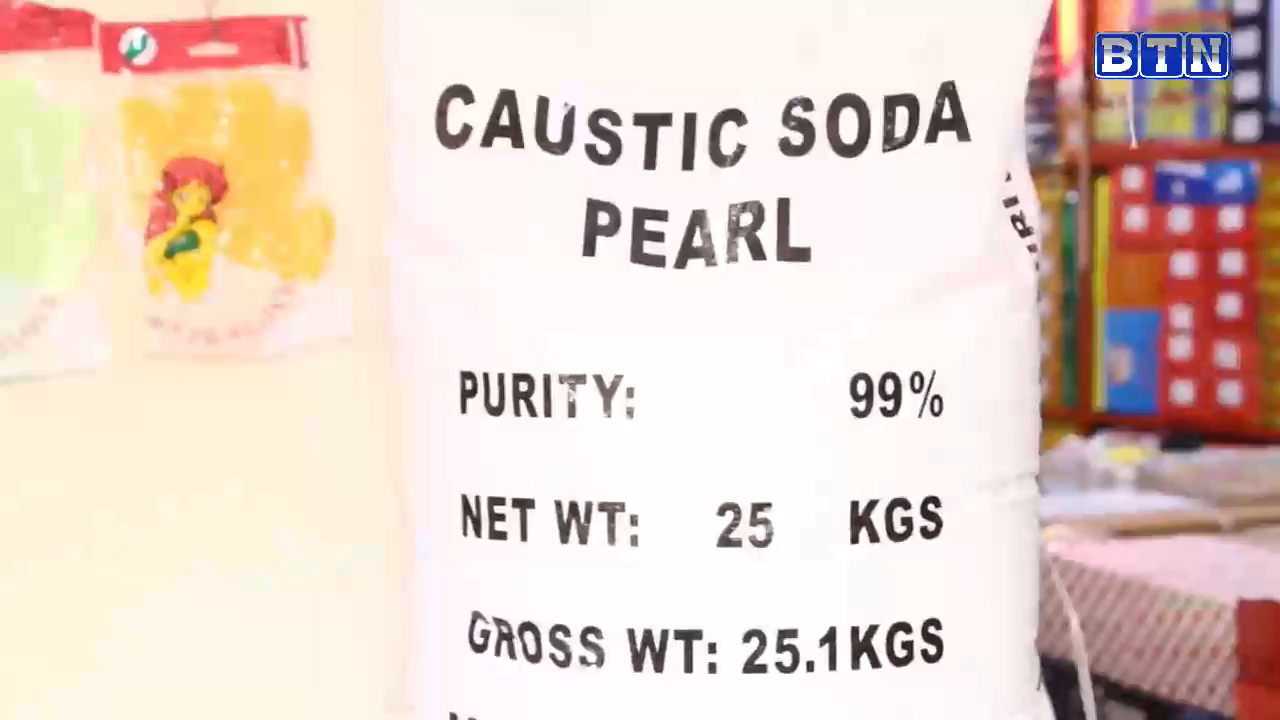 BTN
CAUSTIC SODA
PEARL
PURITY: 99%
NET WT: 25 KGS
GROSS WT: 25.1KGS